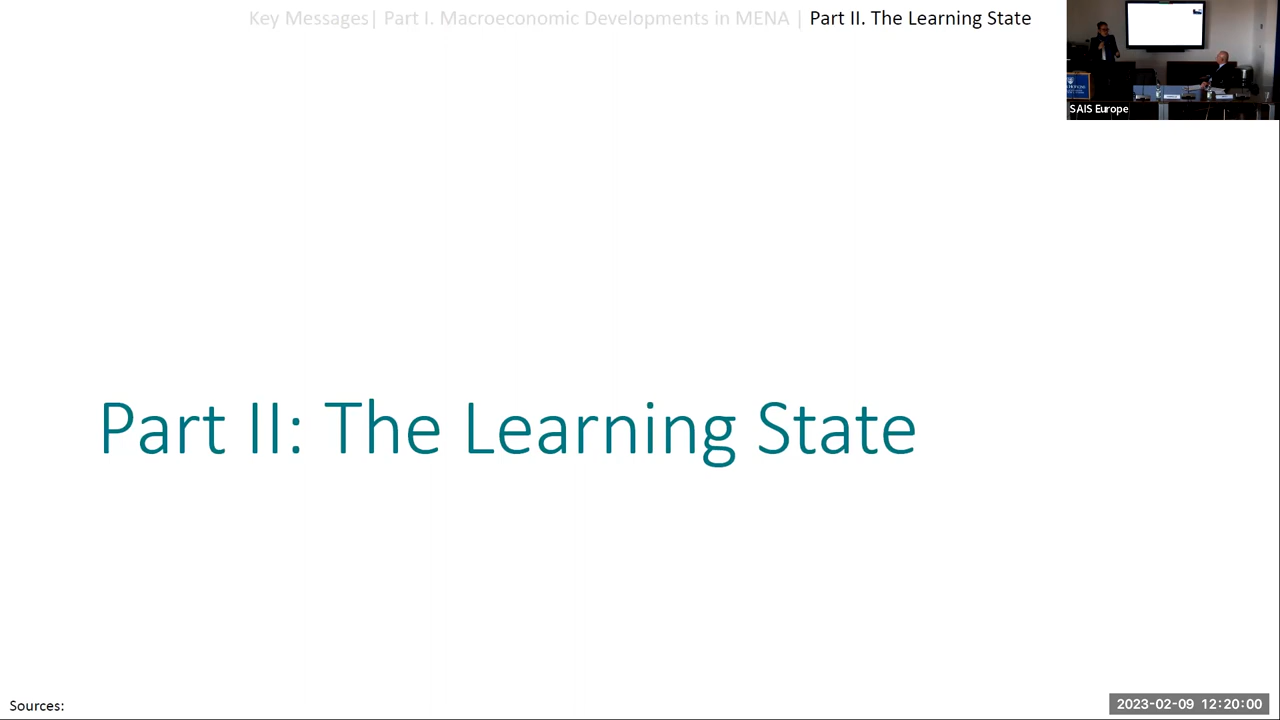 Key Messages| Part I. Macroeconomic Developments in MENA | Part II. The Learning State
SAIS Europe
Part II: The Learning State
Sources:
2023-02-09 12:20:00